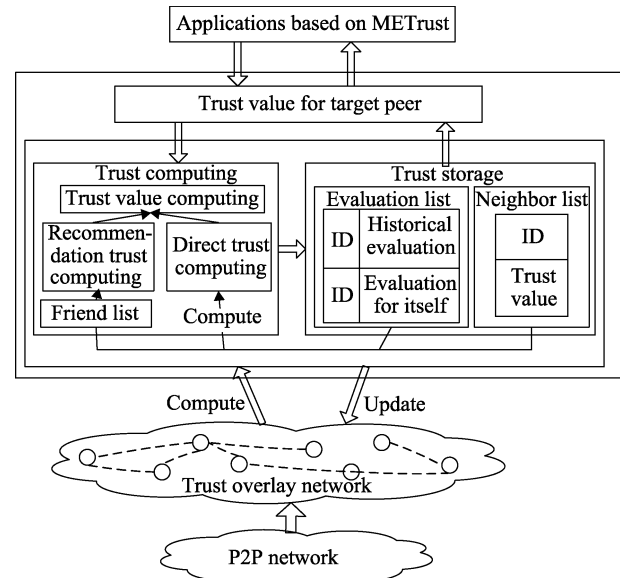 Applications based on METrust
Trust value for target peer
Trust computing
Trust value computing
Recommen-
dation trust
computing
Direct trust
computing
Friend list
Compute
Trust storage
Evaluation list
ID
Historical
evaluation
ID
Evaluation
for itself
Neighbor list
ID
Trust
value
Compute
Update
Trust overlay network
P2P network